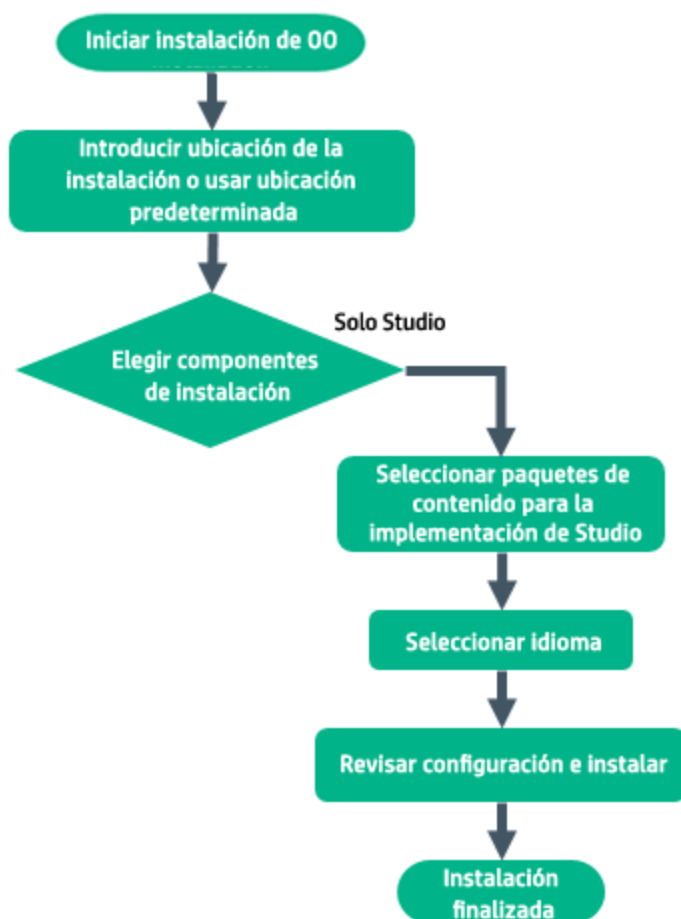 Iniciar instalación de OO
Introducir ubicación de la
instalación o usar ubicación
predeterminada
Solo Studio
Elegir componentes
de instalación
Seleccionar paquetes de
contenido para la
implementación de Studio
Seleccionar idioma
Revisar configuración e instalar
Instalación
finalizada